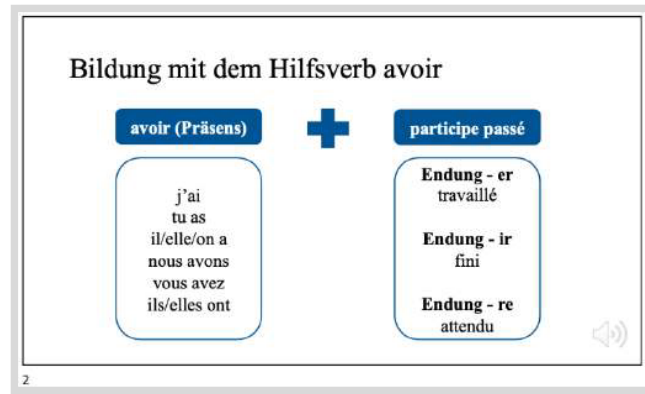 Bildung mit dem Hilfsverb avoir
avoir (Präsens)
j'ai
tu as
il/elle/on a
nous avons
vous avez
ils/elles ont
participe passé
Endung - er
travaillé
Endung - ir
fini
Endung - re
attendu
2